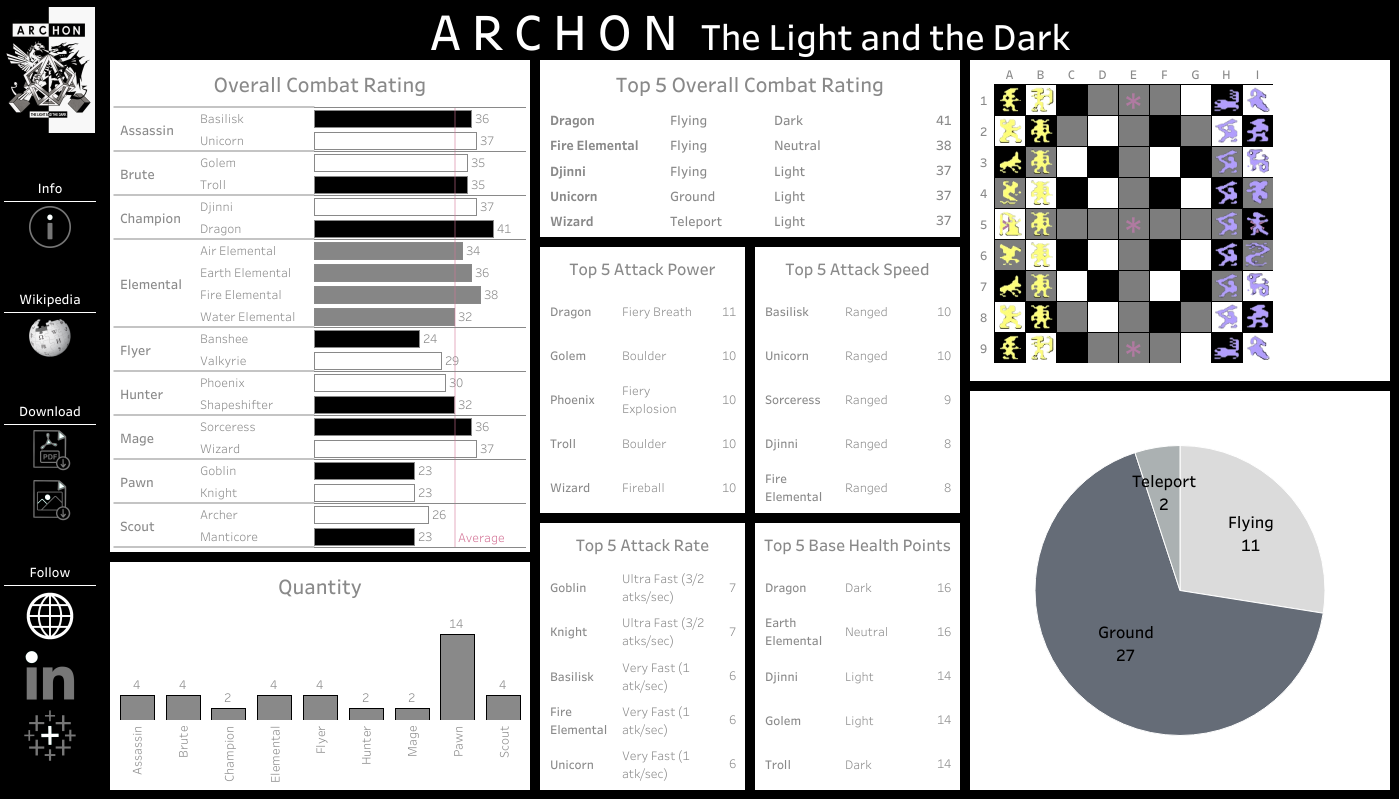 ARCHON The Light and the Dark
ARCHON
THE LIGHT AND THE DARK
Info
Wikipedia
Download
PDF
Follow
in
Overall Combat Rating
Assassin
Basilisk 36
Unicorn 37
Brute
Golem 35
Troll 35
Champion
Djinni 37
Dragon 41
Elemental
Air Elemental 34
Earth Elemental 36
Fire Elemental 38
Water Elemental 32
Flyer
Banshee 24
Valkyrie 29
Hunter
Phoenix 30
Shapeshifter 32
Mage
Sorceress 36
Wizard 37
Pawn
Goblin 23
Knight 23
Scout
Archer 26
Manticore 23
Average
Quantity
4 4 2 4 4 2 2 14 4
Assassin Brute Champion Elemental Flyer Hunter Mage Pawn Scout
Top 5 Overall Combat Rating
Dragon Flying Dark 41
Fire Elemental Flying Neutral 38
Djinni Flying Light 37
Unicorn Ground Light 37
Wizard Teleport Light 37
Top 5 Attack Power
Dragon Fiery Breath 11
Golem Boulder 10
Phoenix Fiery Explosion 10
Troll Boulder 10
Wizard Fireball 10
Top 5 Attack Speed
Basilisk Ranged 10
Unicorn Ranged 10
Sorceress Ranged 9
Djinni Ranged 8
Fire Elemental Ranged 8
Top 5 Attack Rate
Goblin Ultra Fast (3/2 atks/sec) 7
Knight Ultra Fast (3/2 atks/sec) 7
Basilisk Very Fast (1 atk/sec) 6
Fire Elemental Very Fast (1 atk/sec) 6
Unicorn Very Fast (1 atk/sec) 6
Top 5 Base Health Points
Dragon Dark 16
Earth Elemental Neutral 16
Djinni Light 14
Golem Light 14
Troll Dark 14
A B C D E F G H I
1
2
3
4
5
6
7
8
9
Teleport
2
Flying
11
Ground
27